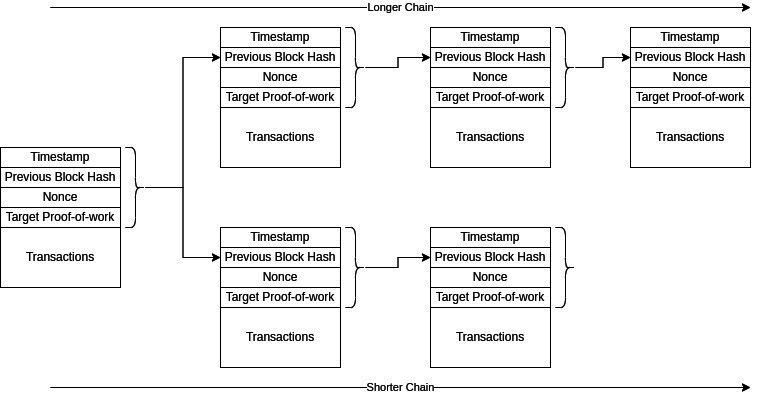 Longer Chain
Timestamp
Previous Block Hash
Nonce
Target Proof-of-work
Transactions
Timestamp
Previous Block Hash
Nonce
Target Proof-of-work
Transactions
Timestamp
Previous Block Hash
Nonce
Target Proof-of-work
Transactions
Timestamp
Previous Block Hash
Nonce
Target Proof-of-work
Transactions
Timestamp
Previous Block Hash
Nonce
Target Proof-of-work
Transactions
Timestamp
Previous Block Hash
Nonce
Target Proof-of-work
Transactions
Shorter Chain